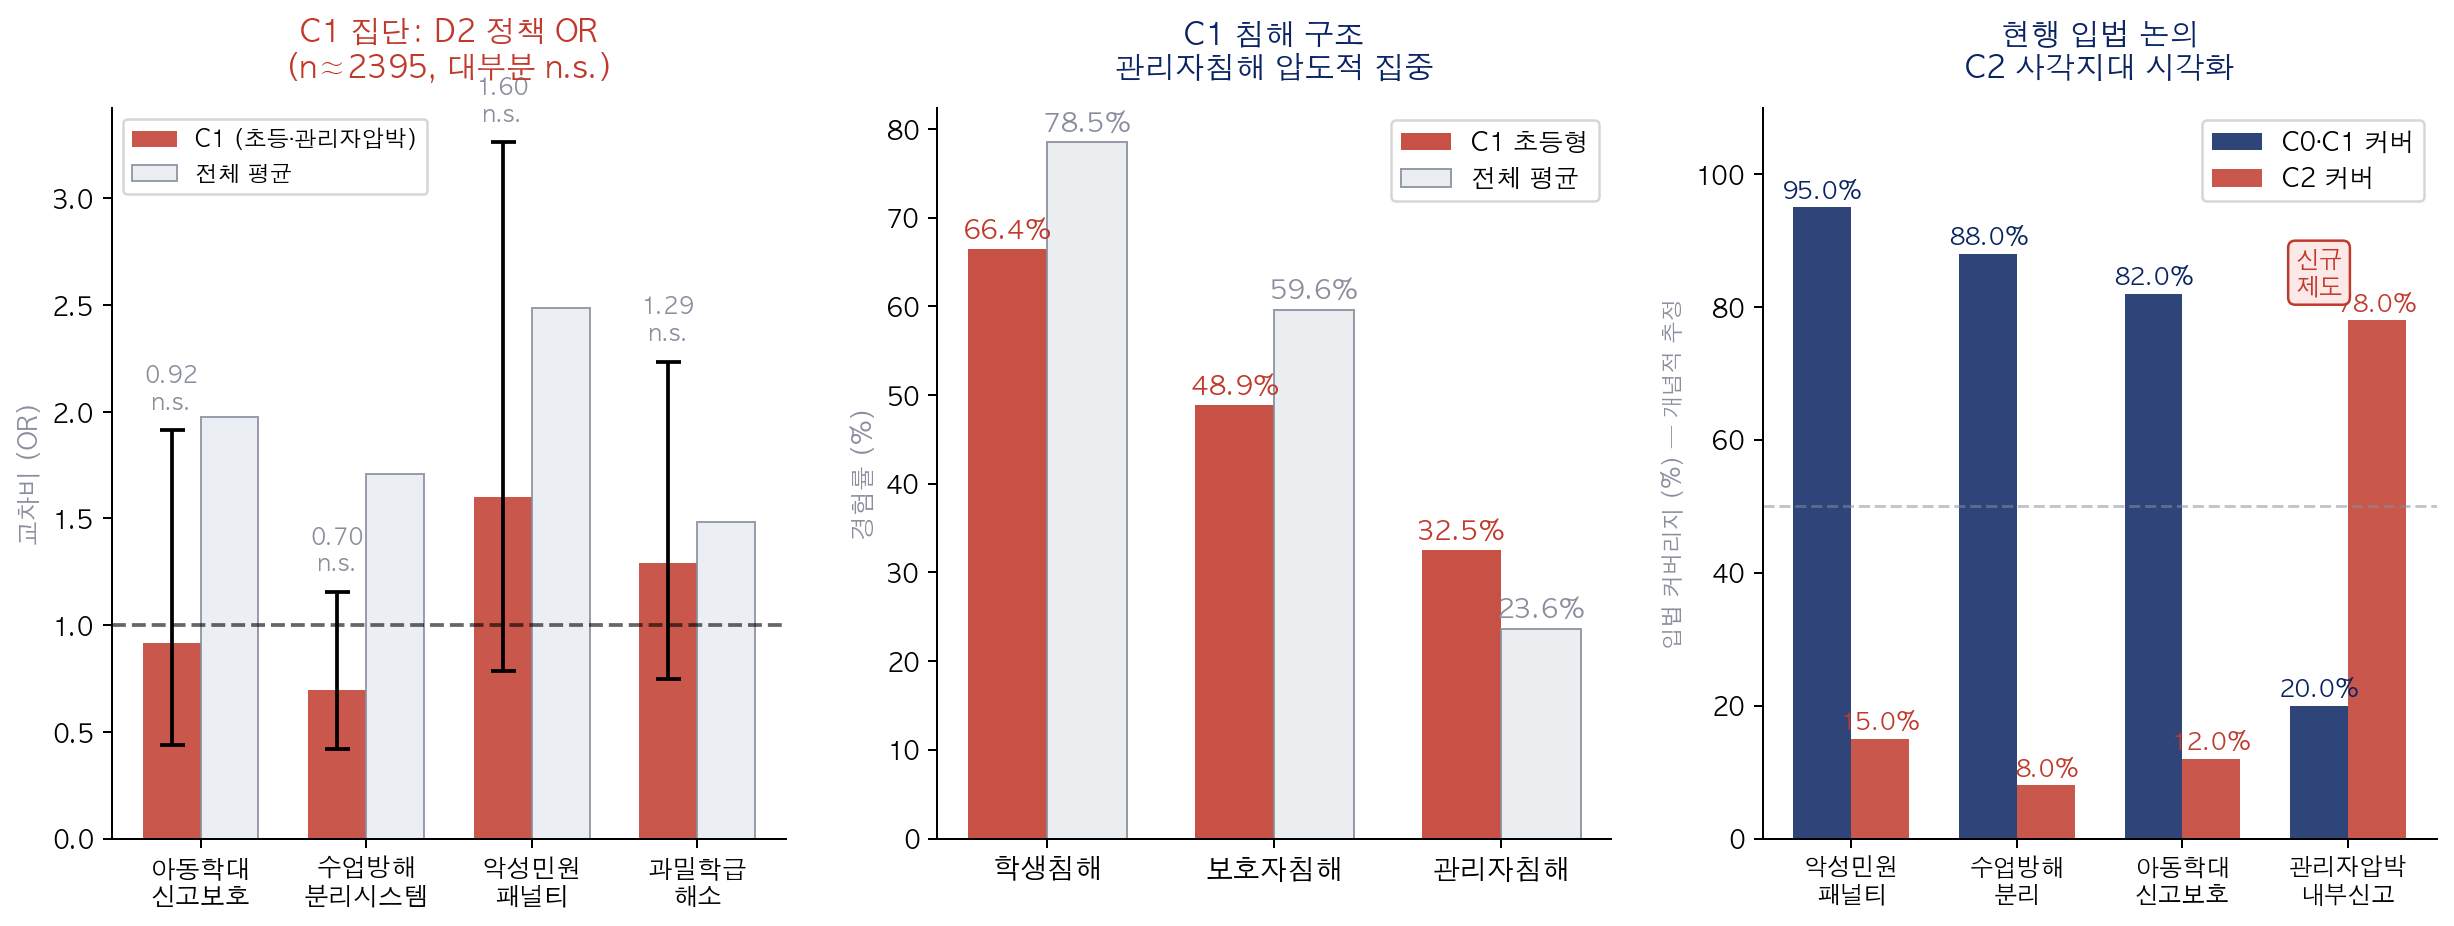 C1 집단: D2 정책 OR
(n≈2395, 대부분 n.s.)
C1 (초등·관리자압박)
전체 평균
교차비 (OR)
3.0
2.5
2.0
1.5
1.0
0.5
0.0
0.92
n.s.
0.70
n.s.
1.60
n.s.
1.29
n.s.
아동학대
신고보호
수업방해
분리시스템
악성민원
패널티
과밀학급
해소
C1 침해 구조
관리자침해 압도적 집중
C1 초등형
전체 평균
경험률 (%)
80
70
60
50
40
30
20
10
0
66.4%
78.5%
48.9%
59.6%
32.5%
23.6%
학생침해
보호자침해
관리자침해
현행 입법 논의
C2 사각지대 시각화
C0·C1 커버
C2 커버
입법 커버리지 (%) — 개념적 추정
100
80
60
40
20
0
95.0%
15.0%
88.0%
8.0%
82.0%
12.0%
20.0%
78.0%
신규
제도
악성민원
패널티
수업방해
분리
아동학대
신고보호
관리자압박
내부신고